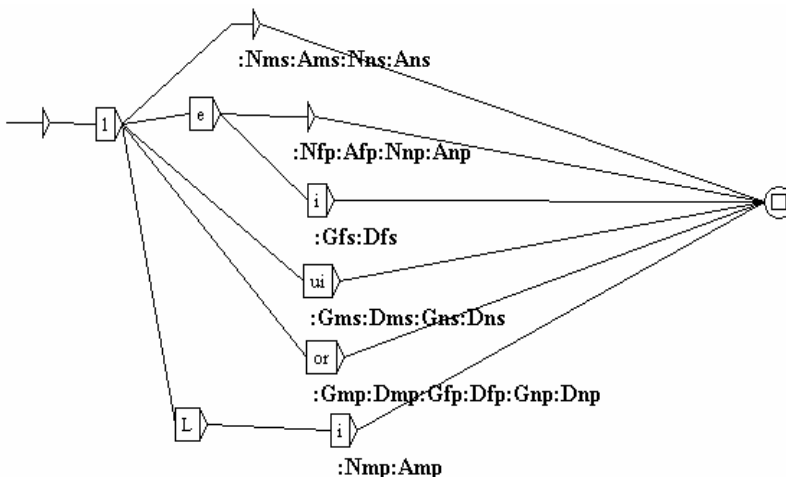 :Nms:Ams:Nns:Ans
1
e
:Nfp:Afp:Nnp:Anp
i
:Gfs:Dfs
ui
:Gms:Dms:Gns:Dns
or
:Gmp:Dmp:Gfp:Dfp:Gnp:Dnp
L i
:Nmp:Amp